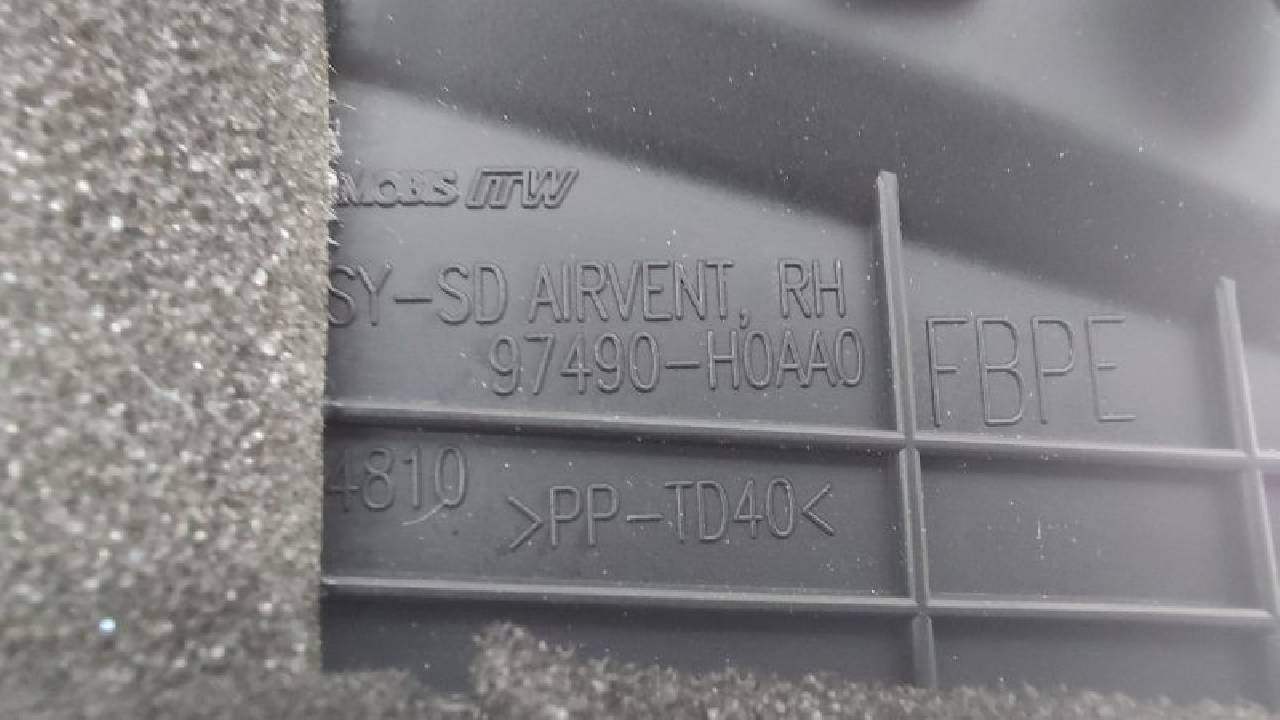 MOBIS ITW
SY-SD AIRVENT, RH
97490-H0AA0
FBPE
4810
>PP-TD40<